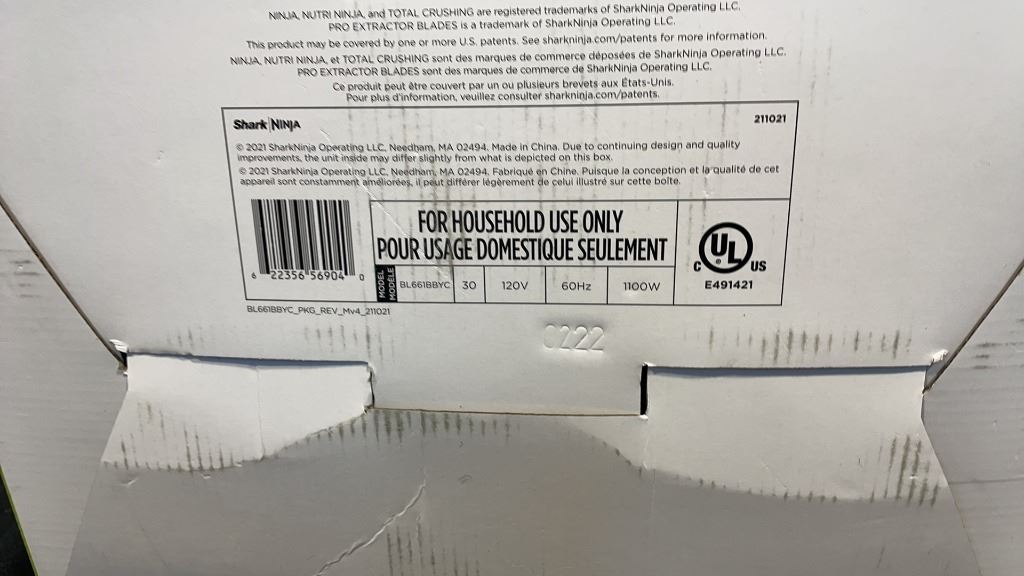 NINJA, NUTRI NINJA, and TOTAL CRUSHING are registered trademarks of SharkNinja Operating LLC.
PRO EXTRACTOR BLADES is a trademark of SharkNinja Operating LLC.
This product may be covered by one or more U.S. patents. See sharkninja.com/patents for more information.
NINJA, NUTRI NINJA, et TOTAL CRUSHING sont des marques de commerce déposées de SharkNinja Operating LLC.
PRO EXTRACTOR BLADES sont des marques de commerce de SharkNinja Operating LLC.
Ce produit peut être couvert par un ou plusieurs brevets aux États-Unis.
Pour plus d'information, veuillez consulter sharkninja.com/patents.
Shark NINJA
211021
© 2021 SharkNinja Operating LLC, Needham, MA 02494. Made in China. Due to continuing design and quality
improvements, the unit inside may differ slightly from what is depicted on this box.
© 2021 SharkNinja Operating LLC, Needham, MA 02494. Fabriqué en Chine. Puisque la conception et la qualité de cet
appareil sont constamment améliorées, il peut différer légèrement de celui illustré sur cette boîte.
FOR HOUSEHOLD USE ONLY
POUR USAGE DOMESTIQUE SEULEMENT
MODEL
MODÈLE
BL661BBYC 30 120V 60Hz 1100W
C UL US
E491421
6 22356 56904 0
BL661BBYC_PKG_REV_Mv4_211021
0222